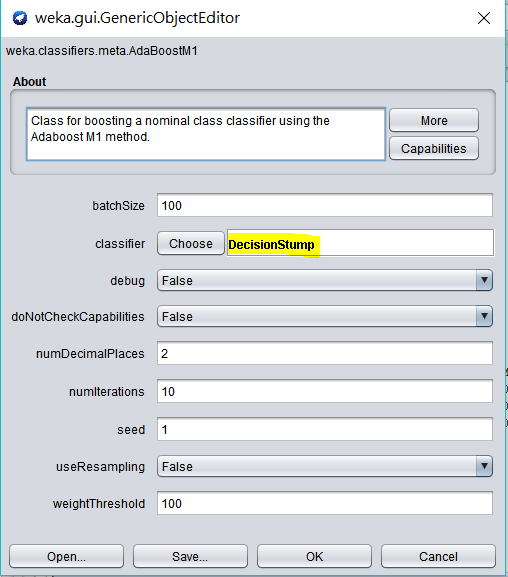 weka.gui.GenericObjectEditor
weka.classifiers.meta.AdaBoostM1
About
Class for boosting a nominal class classifier using the
Adaboost M1 method.
More
Capabilities
batchSize 100
classifier Choose DecisionStump
debug False
doNotCheckCapabilities False
numDecimalPlaces 2
numIterations 10
seed 1
useResampling False
weightThreshold 100
Open... Save... OK Cancel